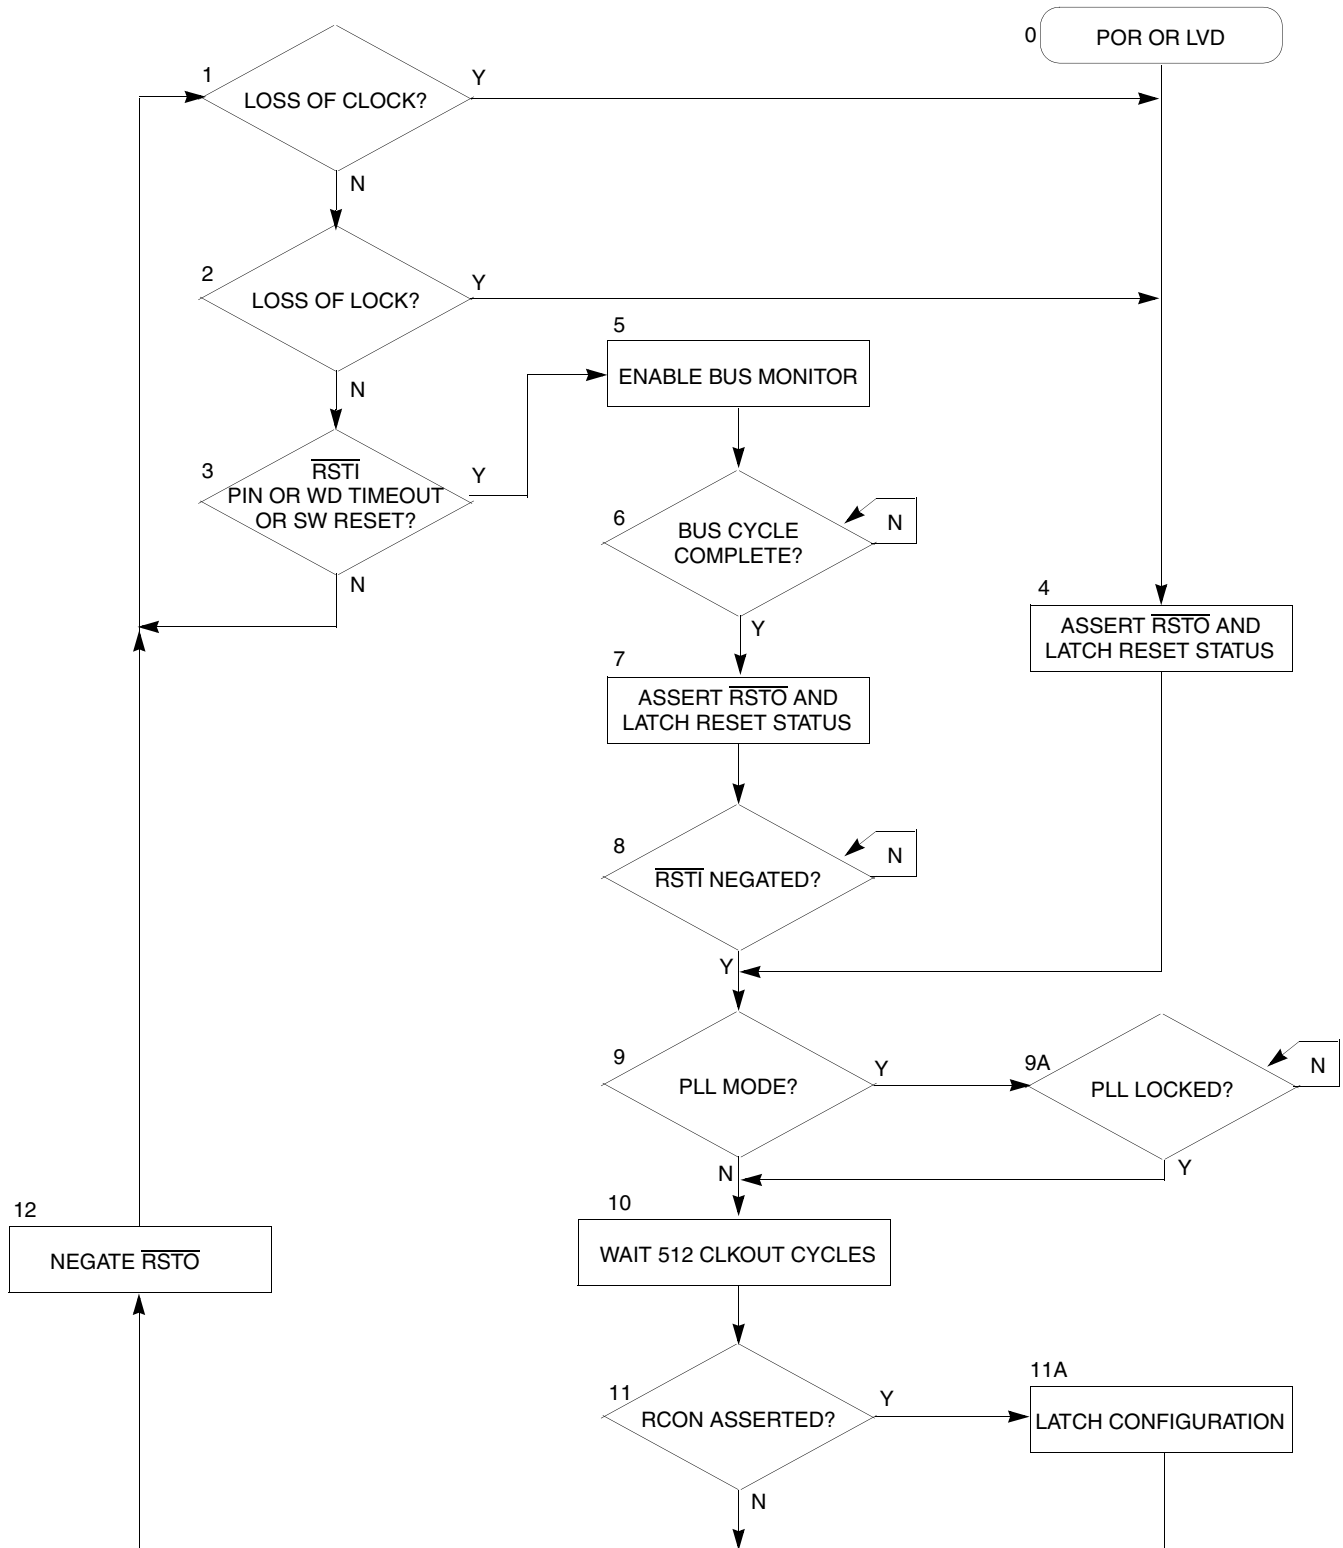 0
POR OR LVD
1
LOSS OF CLOCK?
Y
N
2
LOSS OF LOCK?
Y
N
3
RSTI
PIN OR WD TIMEOUT
OR SW RESET?
Y
N
5
ENABLE BUS MONITOR
6
BUS CYCLE
COMPLETE?
N
Y
4
ASSERT RSTO AND
LATCH RESET STATUS
7
ASSERT RSTO AND
LATCH RESET STATUS
8
RSTI NEGATED?
N
Y
9
PLL MODE?
Y
N
9A
PLL LOCKED?
N
Y
10
WAIT 512 CLKOUT CYCLES
12
NEGATE RSTO
11
RCON ASSERTED?
Y
N
11A
LATCH CONFIGURATION